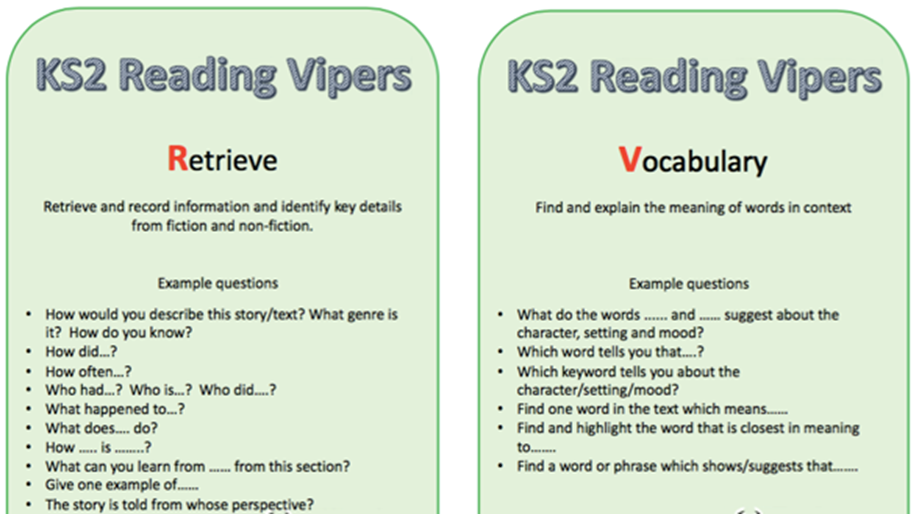 KS2 Reading Vipers
Retrieve
Retrieve and record information and identify key details
from fiction and non-fiction.
Example questions
• How would you describe this story/text? What genre is
it? How do you know?
• How did...?
• How often...?
• Who had...? Who is...? Who did....?
• What happened to...?
• What does.... do?
• How ..... is ........?
• What can you learn from ...... from this section?
• Give one example of......
• The story is told from whose perspective?
KS2 Reading Vipers
Vocabulary
Find and explain the meaning of words in context
Example questions
• What do the words ...... and ...... suggest about the
character, setting and mood?
• Which word tells you that....?
• Which keyword tells you about the
character/setting/mood?
• Find one word in the text which means......
• Find and highlight the word that is closest in meaning
to.......
• Find a word or phrase which shows/suggests that.......